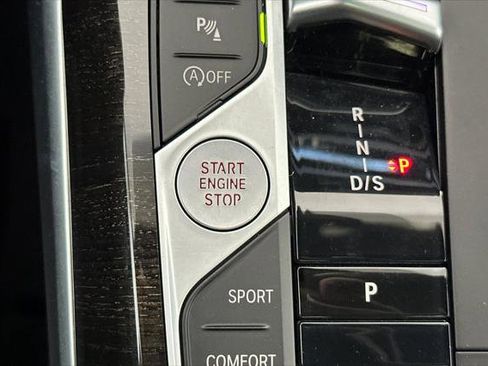 P
A OFF
START
ENGINE
STOP
SPORT
COMFORT
R
N
D/S
P
P